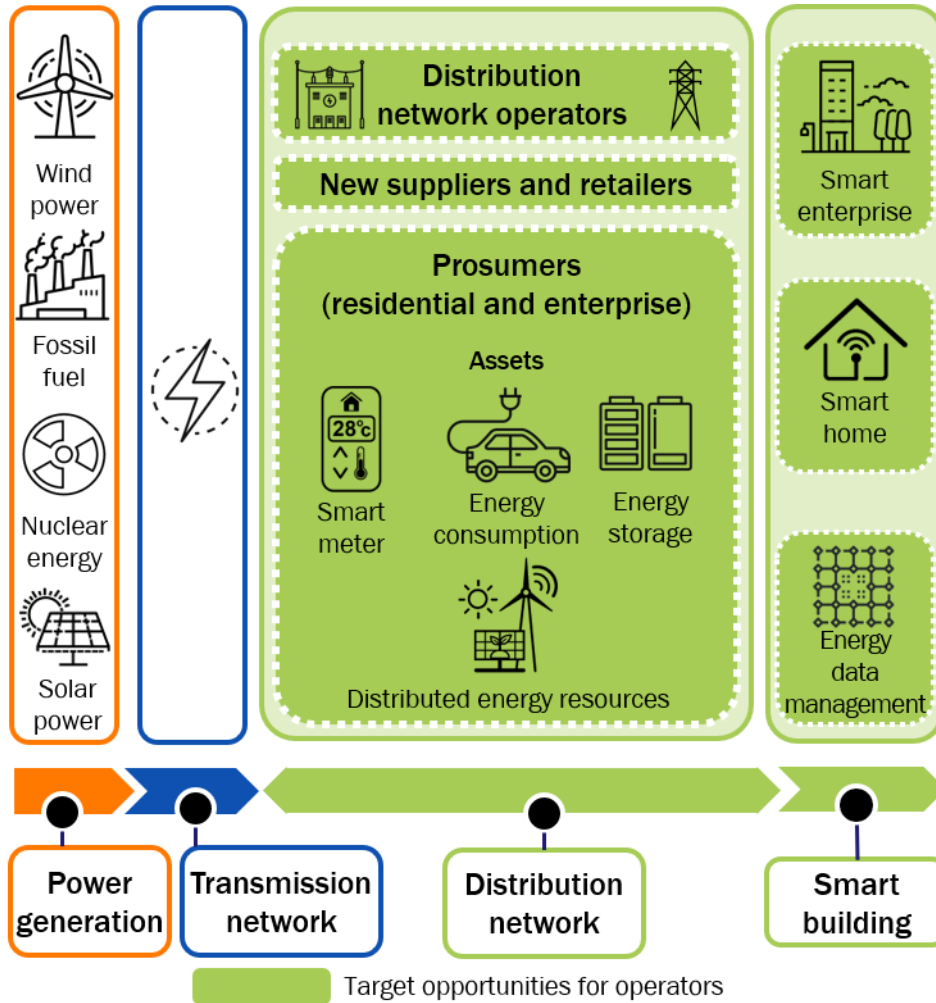 Wind
power
Fossil
fuel
Nuclear
energy
Solar
power
Distribution
network operators
New suppliers and retailers
Prosumers
(residential and enterprise)
Assets
28°c
Smart
meter
Energy
consumption
Energy
storage
Distributed energy resources
Smart
enterprise
Smart
home
Energy
data
management
Power
generation
Transmission
network
Distribution
network
Smart
building
Target opportunities for operators